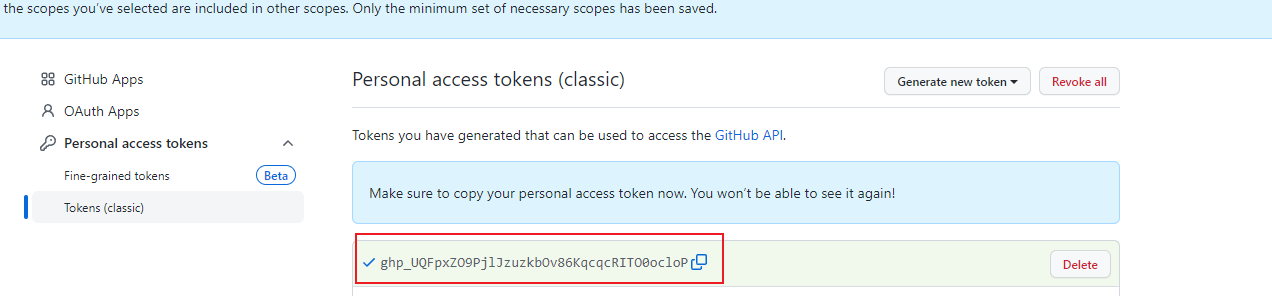 the scopes you've selected are included in other scopes. Only the minimum set of necessary scopes has been saved.
GitHub Apps
OAuth Apps
Personal access tokens
Fine-grained tokens Beta
Tokens (classic)
Personal access tokens (classic)
Generate new token
Revoke all
Tokens you have generated that can be used to access the GitHub API.
Make sure to copy your personal access token now. You won't be able to see it again!
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
Delete